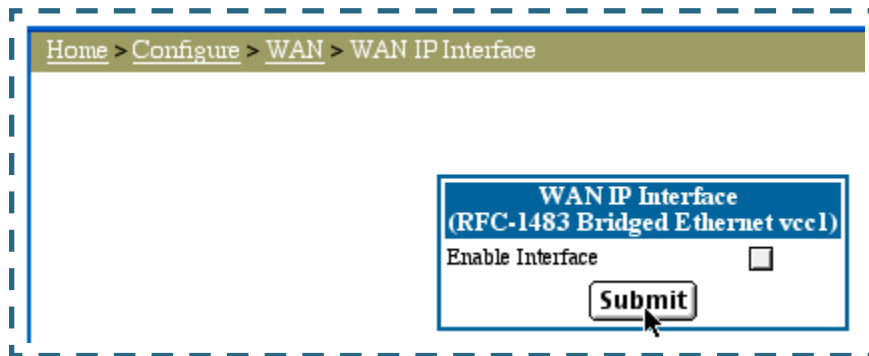 Home > Configure > WAN > WAN IP Interface
WAN IP Interface
(RFC-1483 Bridged Ethernet vcc1)
Enable Interface
Submit